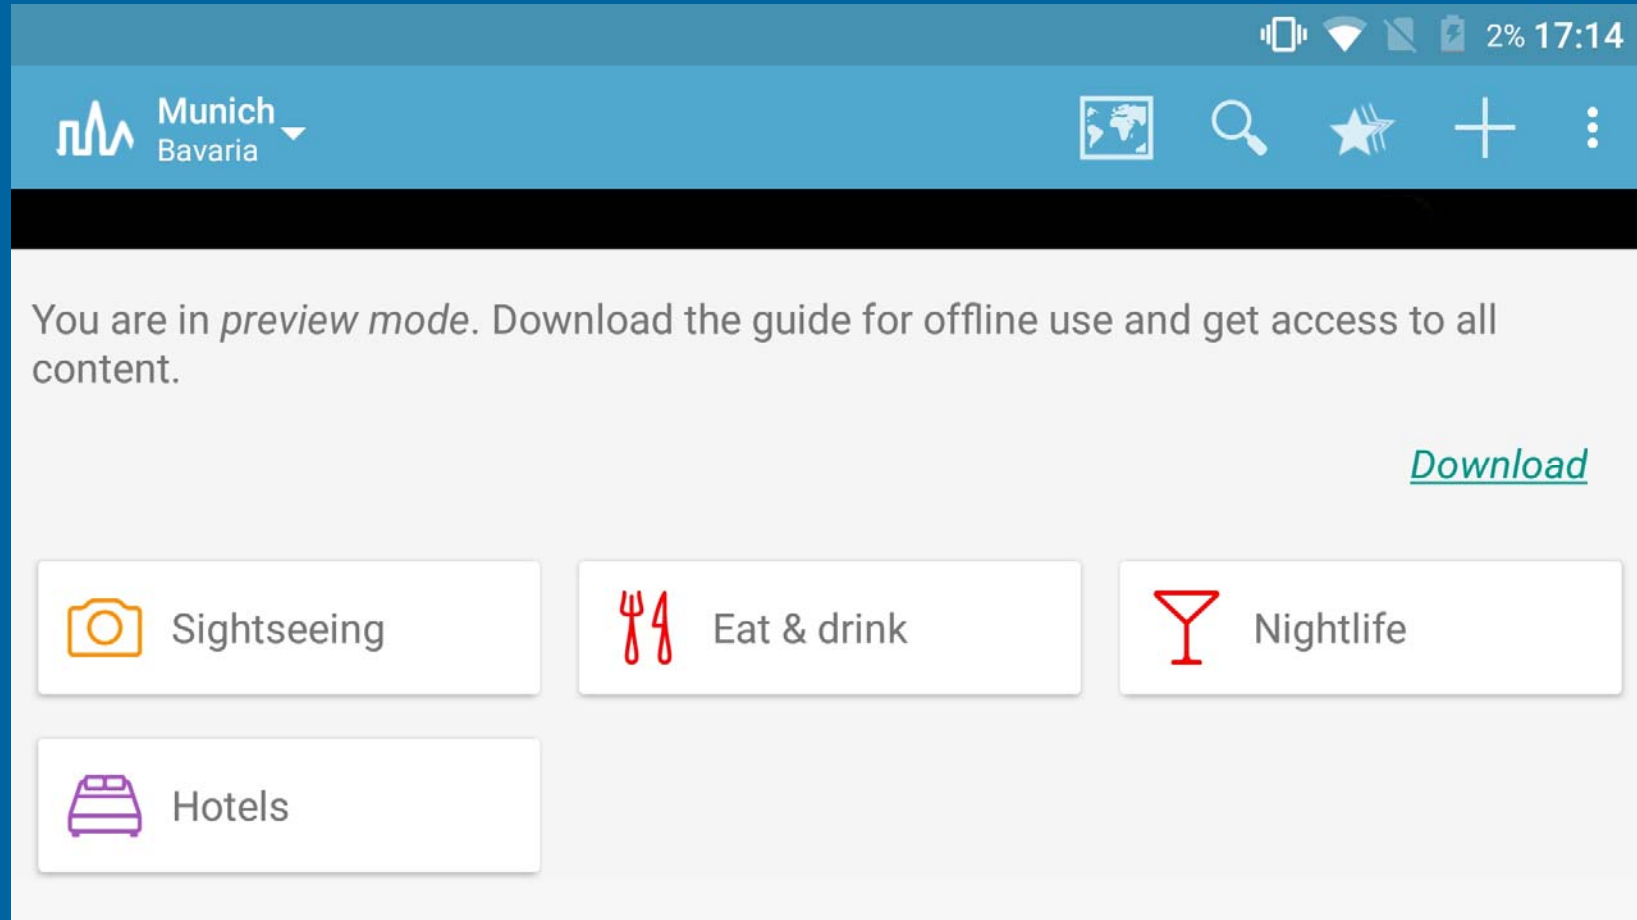 2% 17:14
Munich
Bavaria
You are in preview mode. Download the guide for offline use and get access to all
content.
Download
Sightseeing
Eat & drink
Nightlife
Hotels